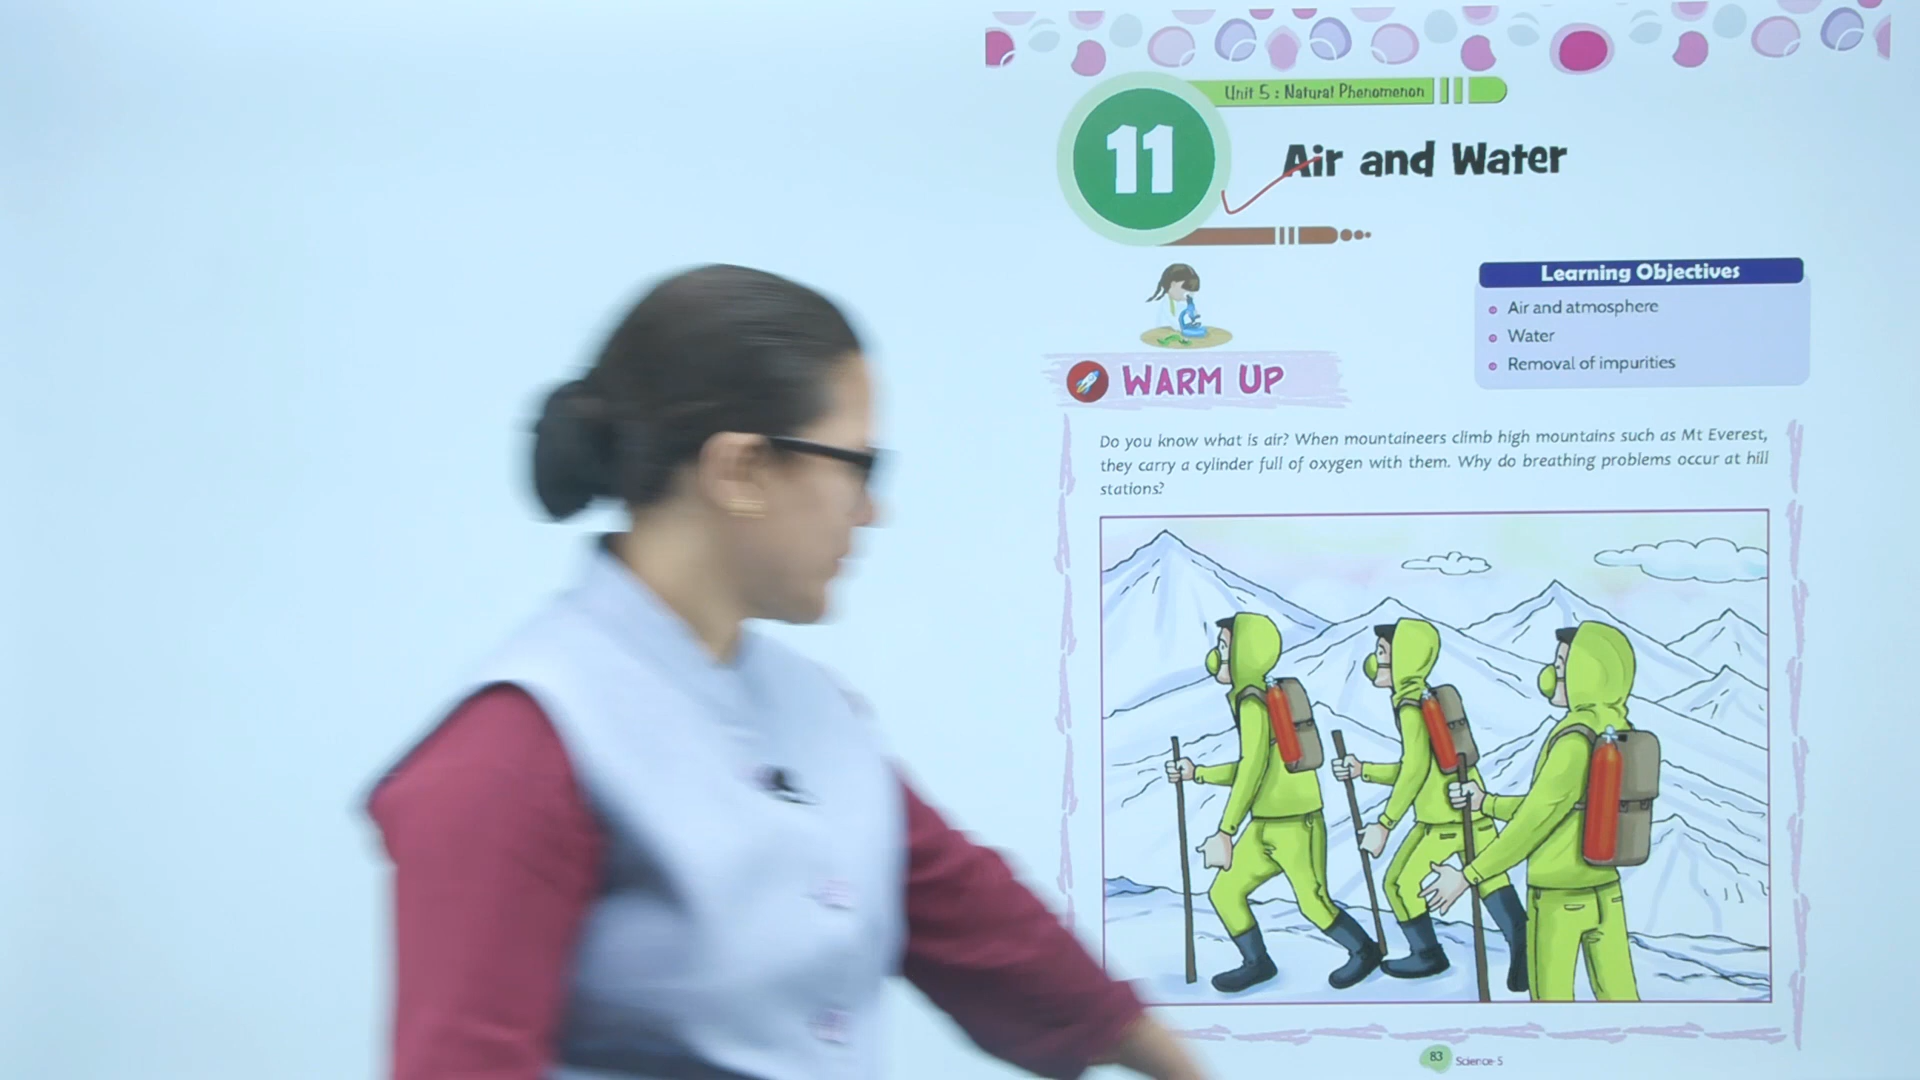 Unit 5 : Natural Phenomenon
11
Air and Water
Learning Objectives
Air and atmosphere
Water
Removal of impurities
WARM UP
Do you know what is air? When mountaineers climb high mountains such as Mt Everest,
they carry a cylinder full of oxygen with them. Why do breathing problems occur at hill
stations?
83 Science-5